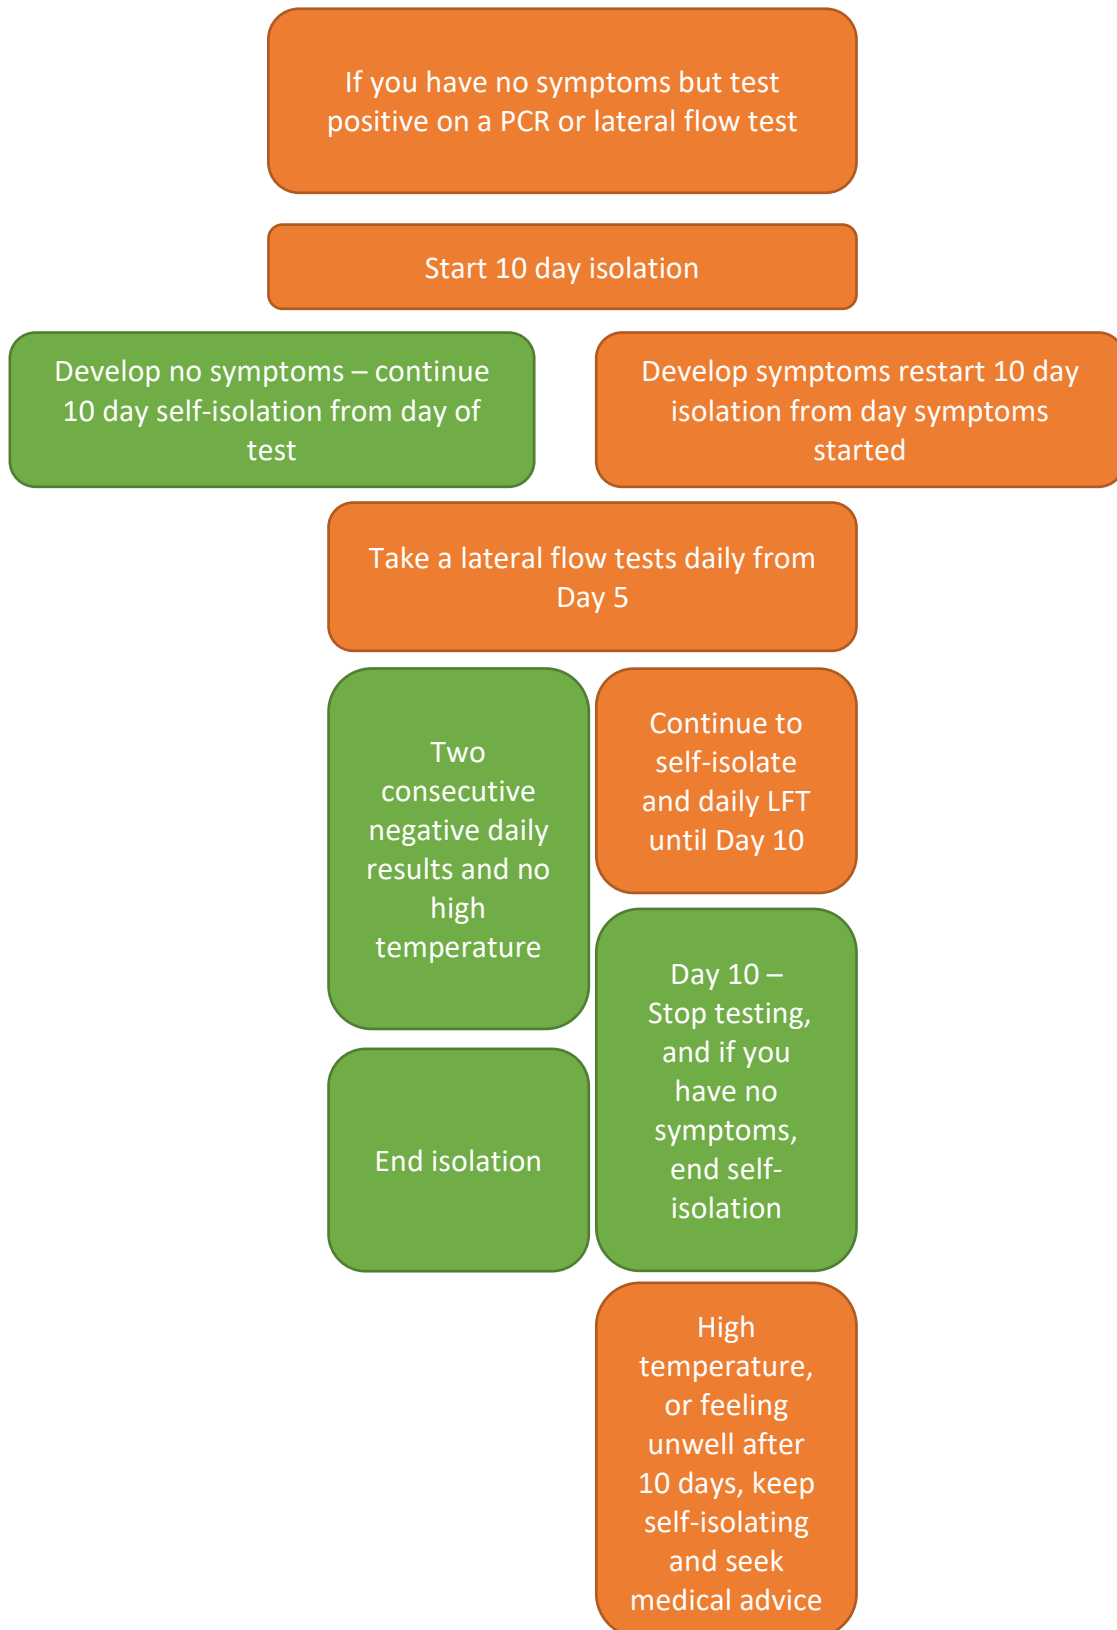 If you have no symptoms but test
positive on a PCR or lateral flow test
Start 10 day isolation
Develop no symptoms – continue
10 day self-isolation from day of
test
Develop symptoms restart 10 day
isolation from day symptoms
started
Take a lateral flow tests daily from
Day 5
Two
consecutive
negative daily
results and no
high
temperature
Continue to
self-isolate
and daily LFT
until Day 10
End isolation
Day 10 –
Stop testing,
and if you
have no
symptoms,
end self-
isolation
High
temperature,
or feeling
unwell after
10 days, keep
self-isolating
and seek
medical advice